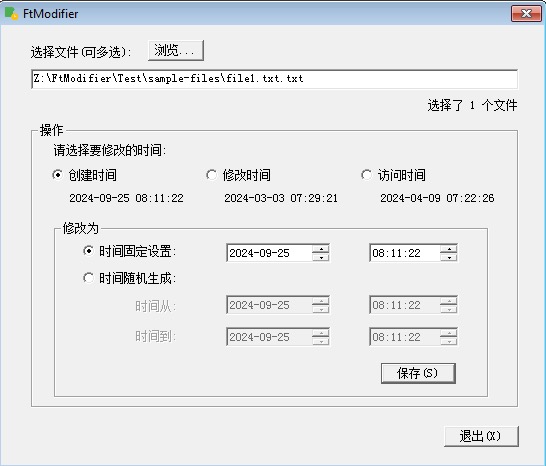 FtModifier
选择文件(可多选): 浏览...
Z:\FtModifier\Test\sample-files\file1.txt.txt
选择了 1 个文件
操作
请选择要修改的时间:
创建时间 修改时间 访问时间
2024-09-25 08:11:22 2024-03-03 07:29:21 2024-04-09 07:22:26
修改为
时间固定设置: 2024-09-25 08:11:22
时间随机生成:
时间从: 2024-09-25 08:11:22
时间到: 2024-09-25 08:11:22
保存(S)
退出(X)